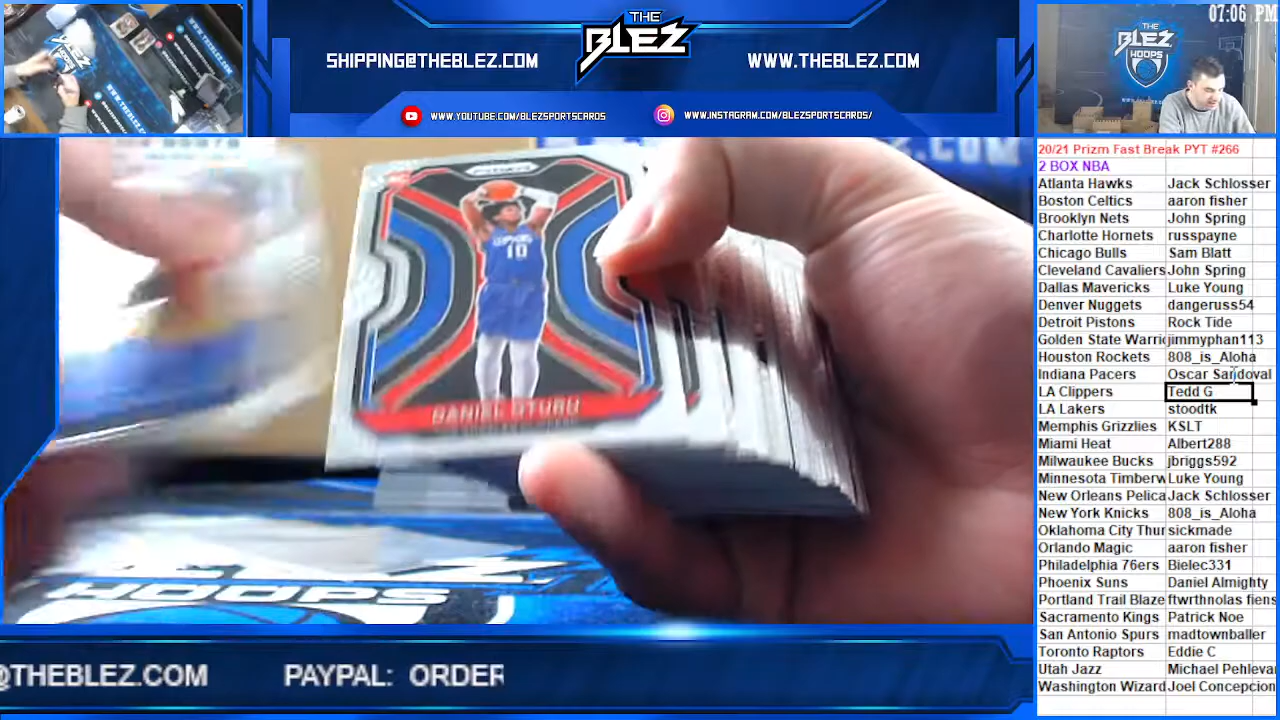 07:06 PM
THE
BLEZ
SHIPPING@THEBLEZ.COM
WWW.THEBLEZ.COM
WWW.YOUTUBE.COM/BLEZSPORTSCARDS
WWW.INSTAGRAM.COM/BLEZSPORTSCARDS/
BLEZ
HOOPS
20/21 Prizm Fast Break PYT #266
2 BOX NBA
Atlanta Hawks Jack Schlosser
Boston Celtics aaron fisher
Brooklyn Nets John Spring
Charlotte Hornets russpayne
Chicago Bulls Sam Blatt
Cleveland Cavaliers John Spring
Dallas Mavericks Luke Young
Denver Nuggets dangeruss54
Detroit Pistons Rock Tide
Golden State Warri jimmyphan113
Houston Rockets 808_is_Aloha
Indiana Pacers Oscar Sandoval
LA Clippers Tedd G
LA Lakers stoodtk
Memphis Grizzlies KSLT
Miami Heat Albert288
Milwaukee Bucks jbriggs592
Minnesota Timberw Luke Young
New Orleans Pelica Jack Schlosser
New York Knicks 808_is_Aloha
Oklahoma City Thur sickmade
Orlando Magic aaron fisher
Philadelphia 76ers Bielec331
Phoenix Suns Daniel Almighty
Portland Trail Blaze ftwrthnolas fiens
Sacramento Kings Patrick Noe
San Antonio Spurs madtownballer
Toronto Raptors Eddie C
Utah Jazz Michael Pehleva
Washington Wizard Joel Concepcion
PRIZM
CLIPPERS
10
DANIEL OTURU
HOOPS
@THEBLEZ.COM PAYPAL: ORDER